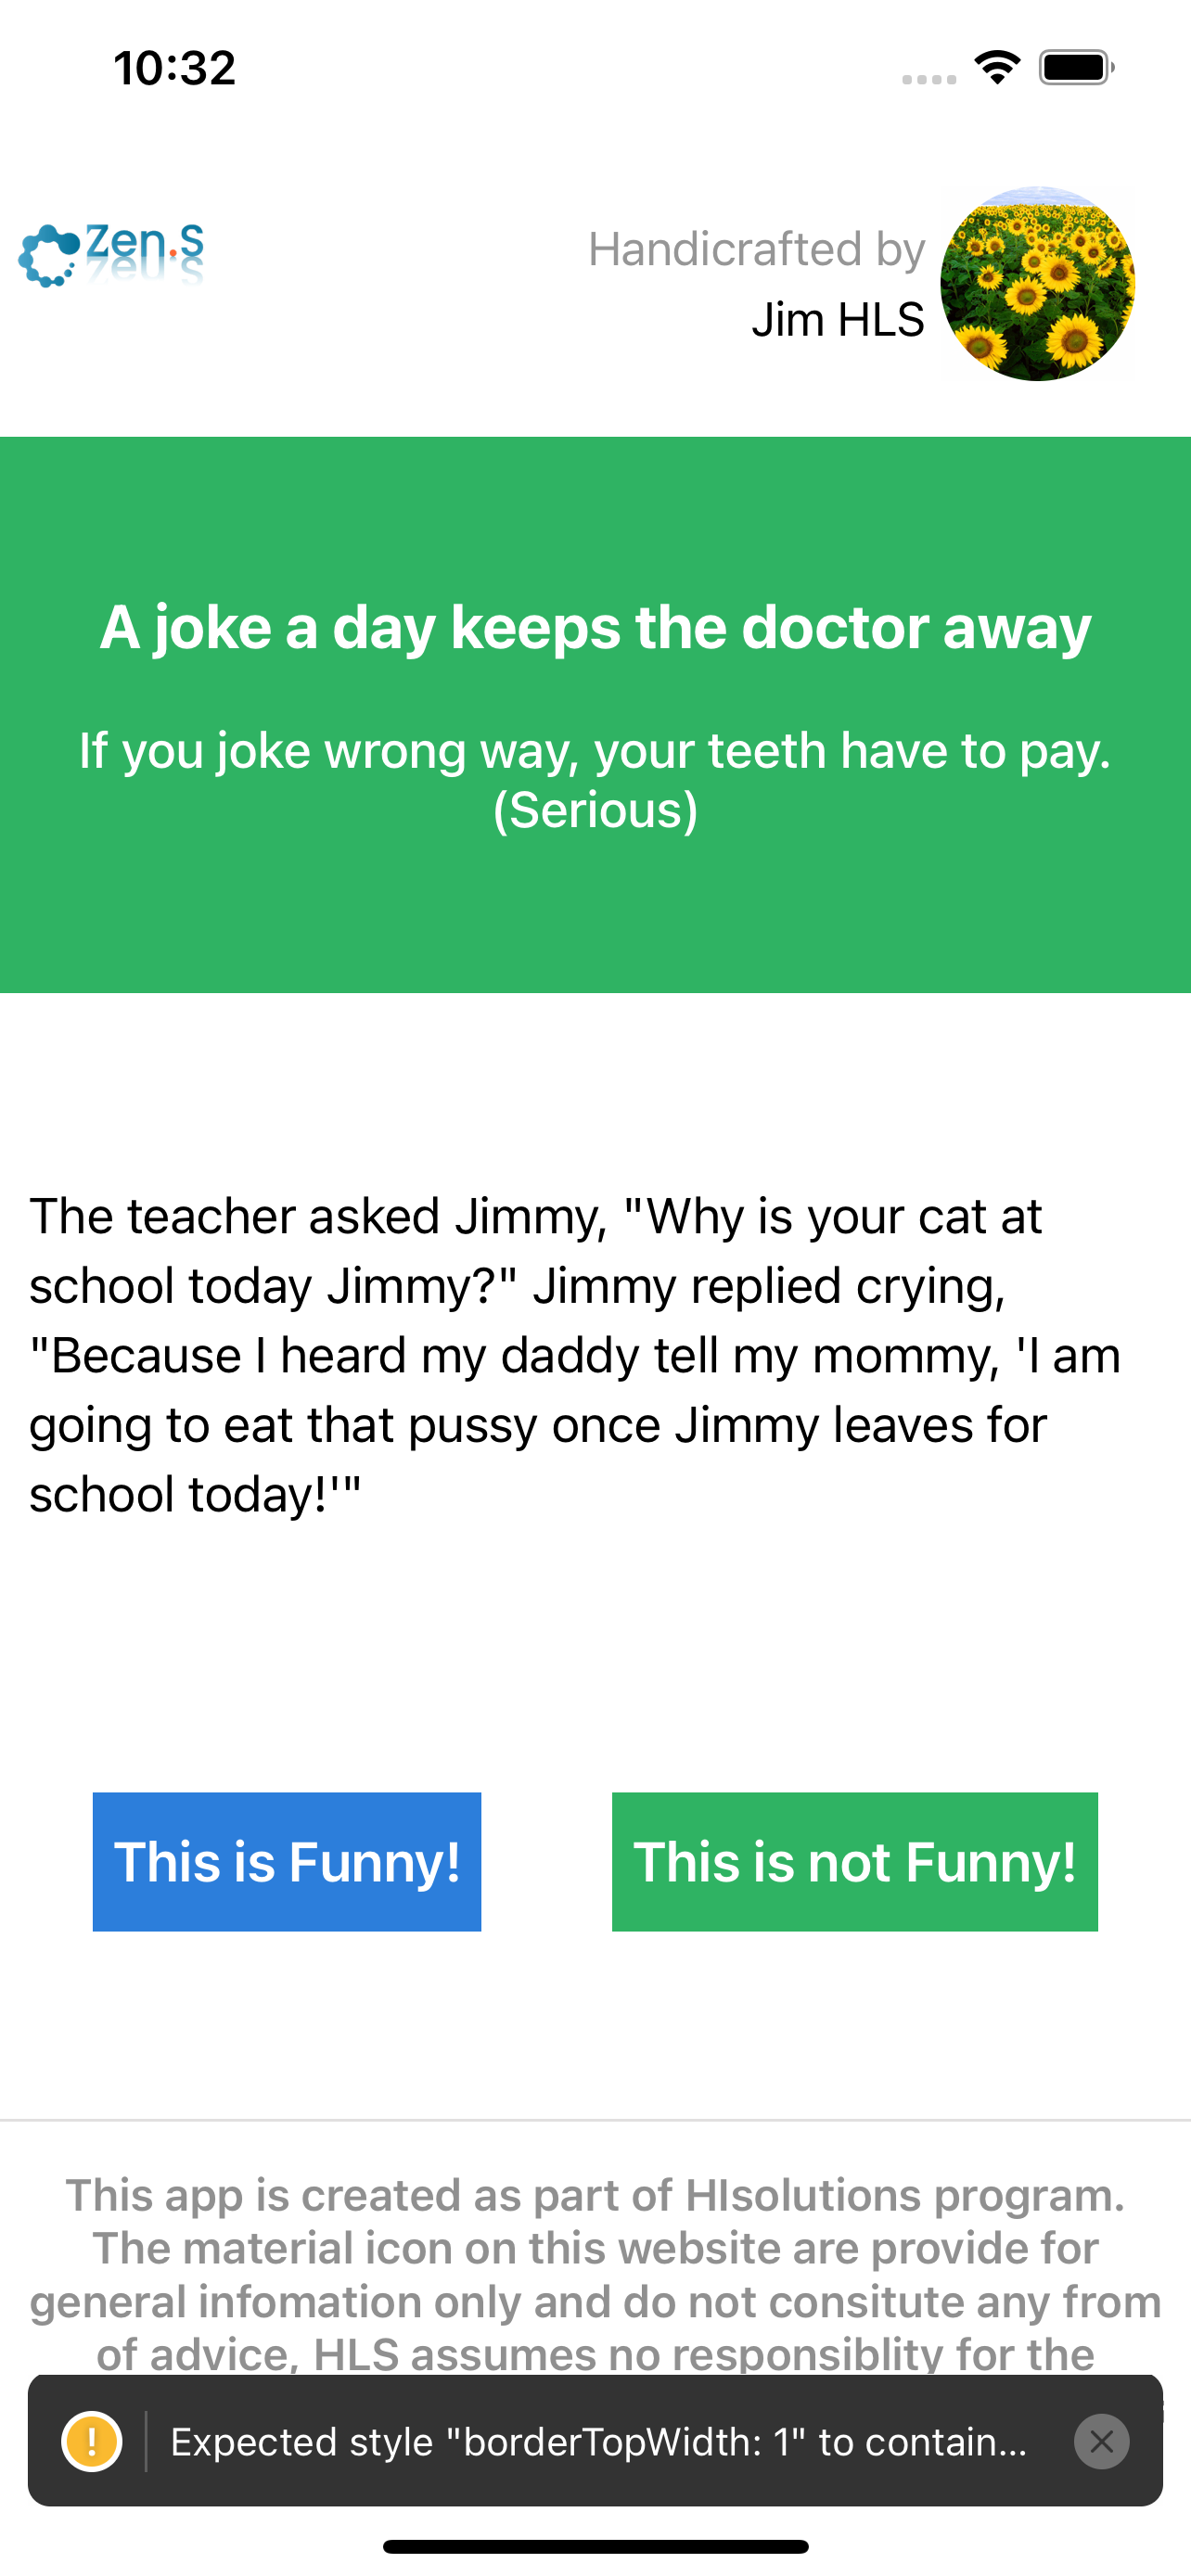 10:32
Zen.S
Handicrafted by
Jim HLS
A joke a day keeps the doctor away
If you joke wrong way, your teeth have to pay.
(Serious)
The teacher asked Jimmy, "Why is your cat at
school today Jimmy?" Jimmy replied crying,
"Because I heard my daddy tell my mommy, 'I am
going to eat that pussy once Jimmy leaves for
school today!'"
This is Funny!
This is not Funny!
This app is created as part of HIsolutions program.
The material icon on this website are provide for
general infomation only and do not consitute any from
of advice, HLS assumes no responsiblity for the
Expected style "borderTopWidth: 1" to contain...